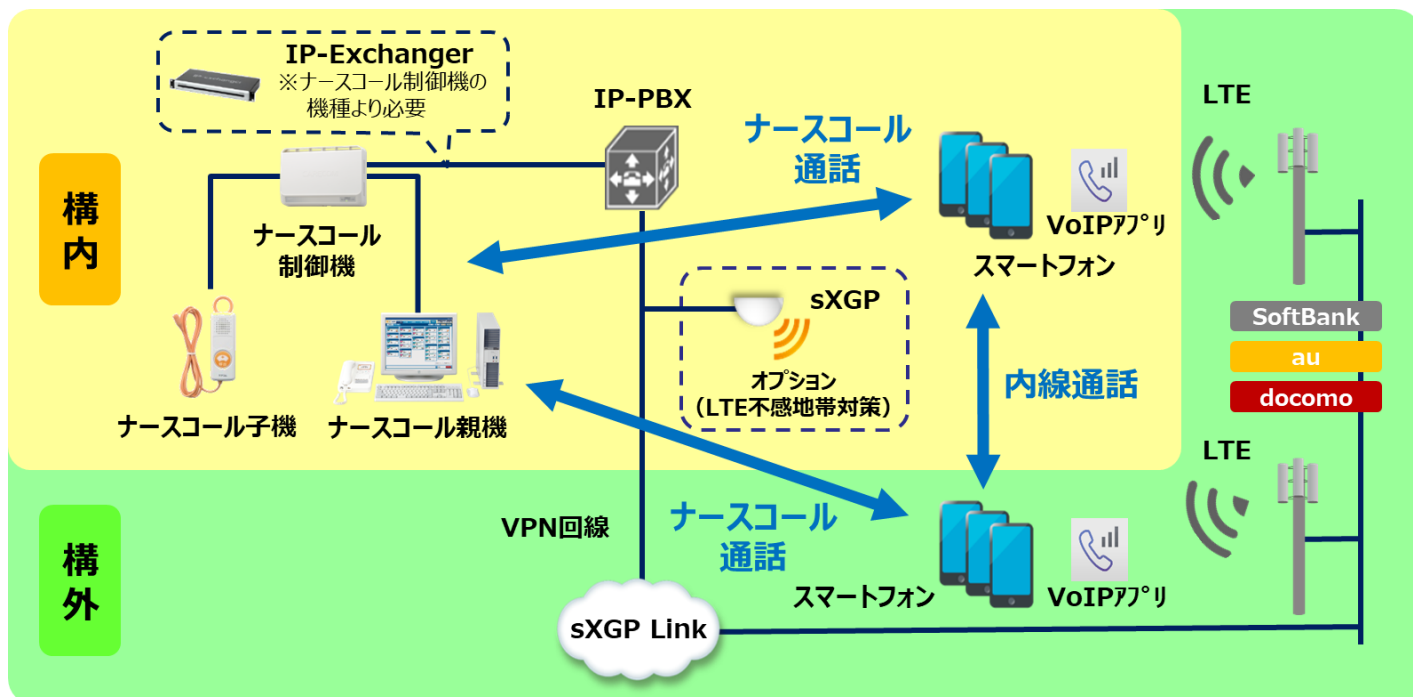 IP-Exchanger
※ナースコール制御機の
機種より必要
IP-PBX
ナースコール
通話
LTE
構
内
ナースコール
制御機
VoIPｱﾌﾟﾘ
スマートフォン
sXGP
オプション
（LTE不感地帯対策）
SoftBank
au
docomo
内線通話
ナースコール子機
ナースコール親機
LTE
構
外
VPN回線
ナースコール
通話
スマートフォン
VoIPｱﾌﾟﾘ
sXGP Link